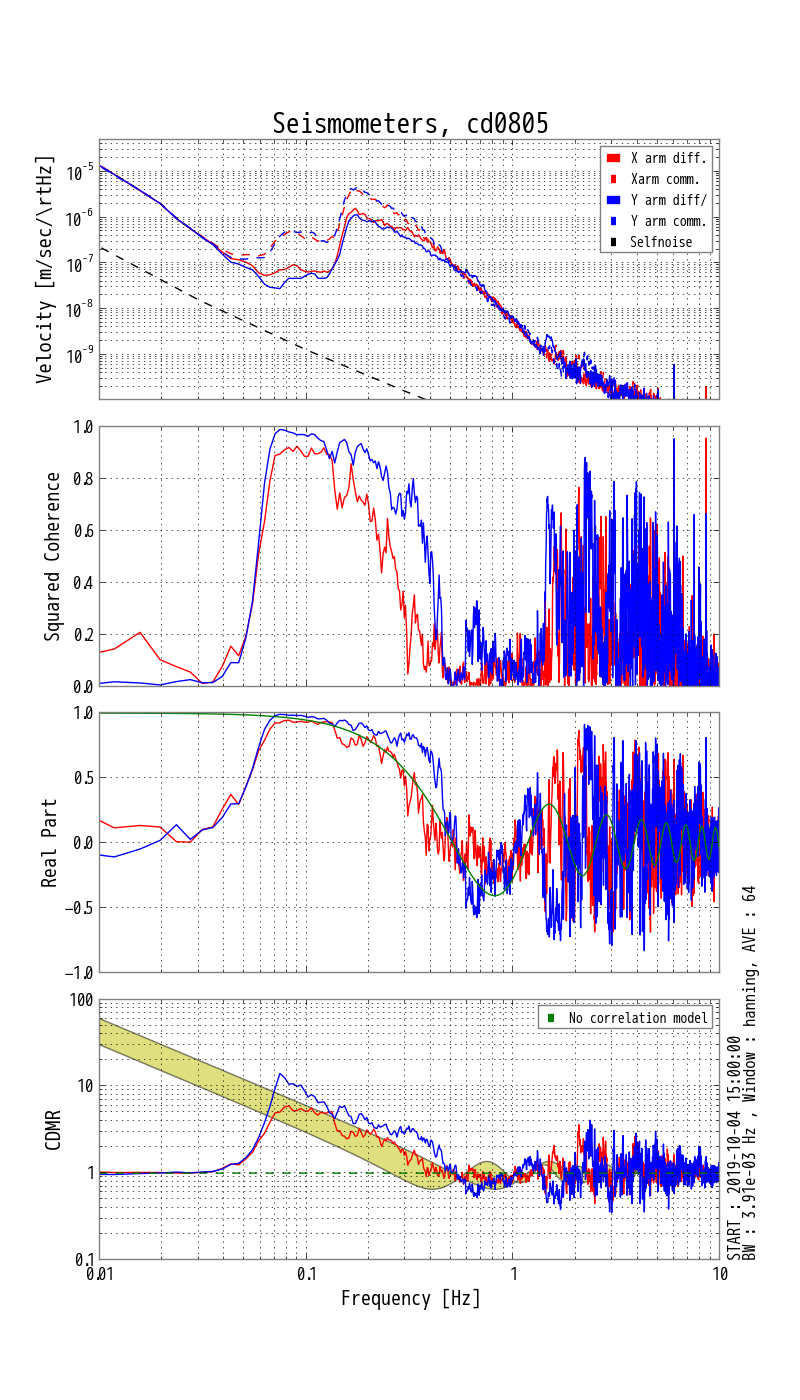 Seismometers, cd0805
Velocity [m/sec/\rtHz]
10^-5
10^-6
10^-7
10^-8
10^-9
X arm diff.
Xarm comm.
Y arm diff/
Y arm comm.
Selfnoise
Squared Coherence
1.0
0.8
0.6
0.4
0.2
0.0
Real Part
1.0
0.5
0.0
−0.5
−1.0
CDMR
100
10
1
0.1
No correlation model
0.01
0.1
1
10
Frequency [Hz]
START : 2019-10-04 15:00:00
BW : 3.91e-03 Hz , Window : hanning, AVE : 64